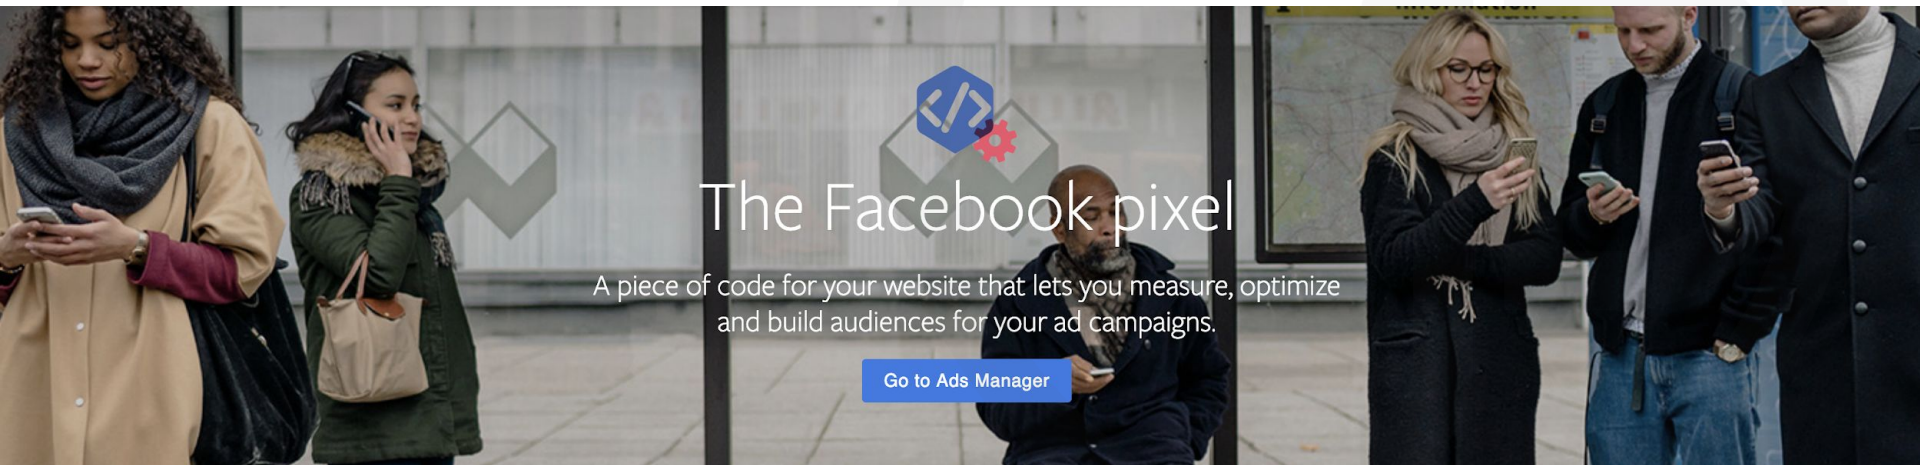 Information
</>
The Facebook pixel
A piece of code for your website that lets you measure, optimize
and build audiences for your ad campaigns.
Go to Ads Manager